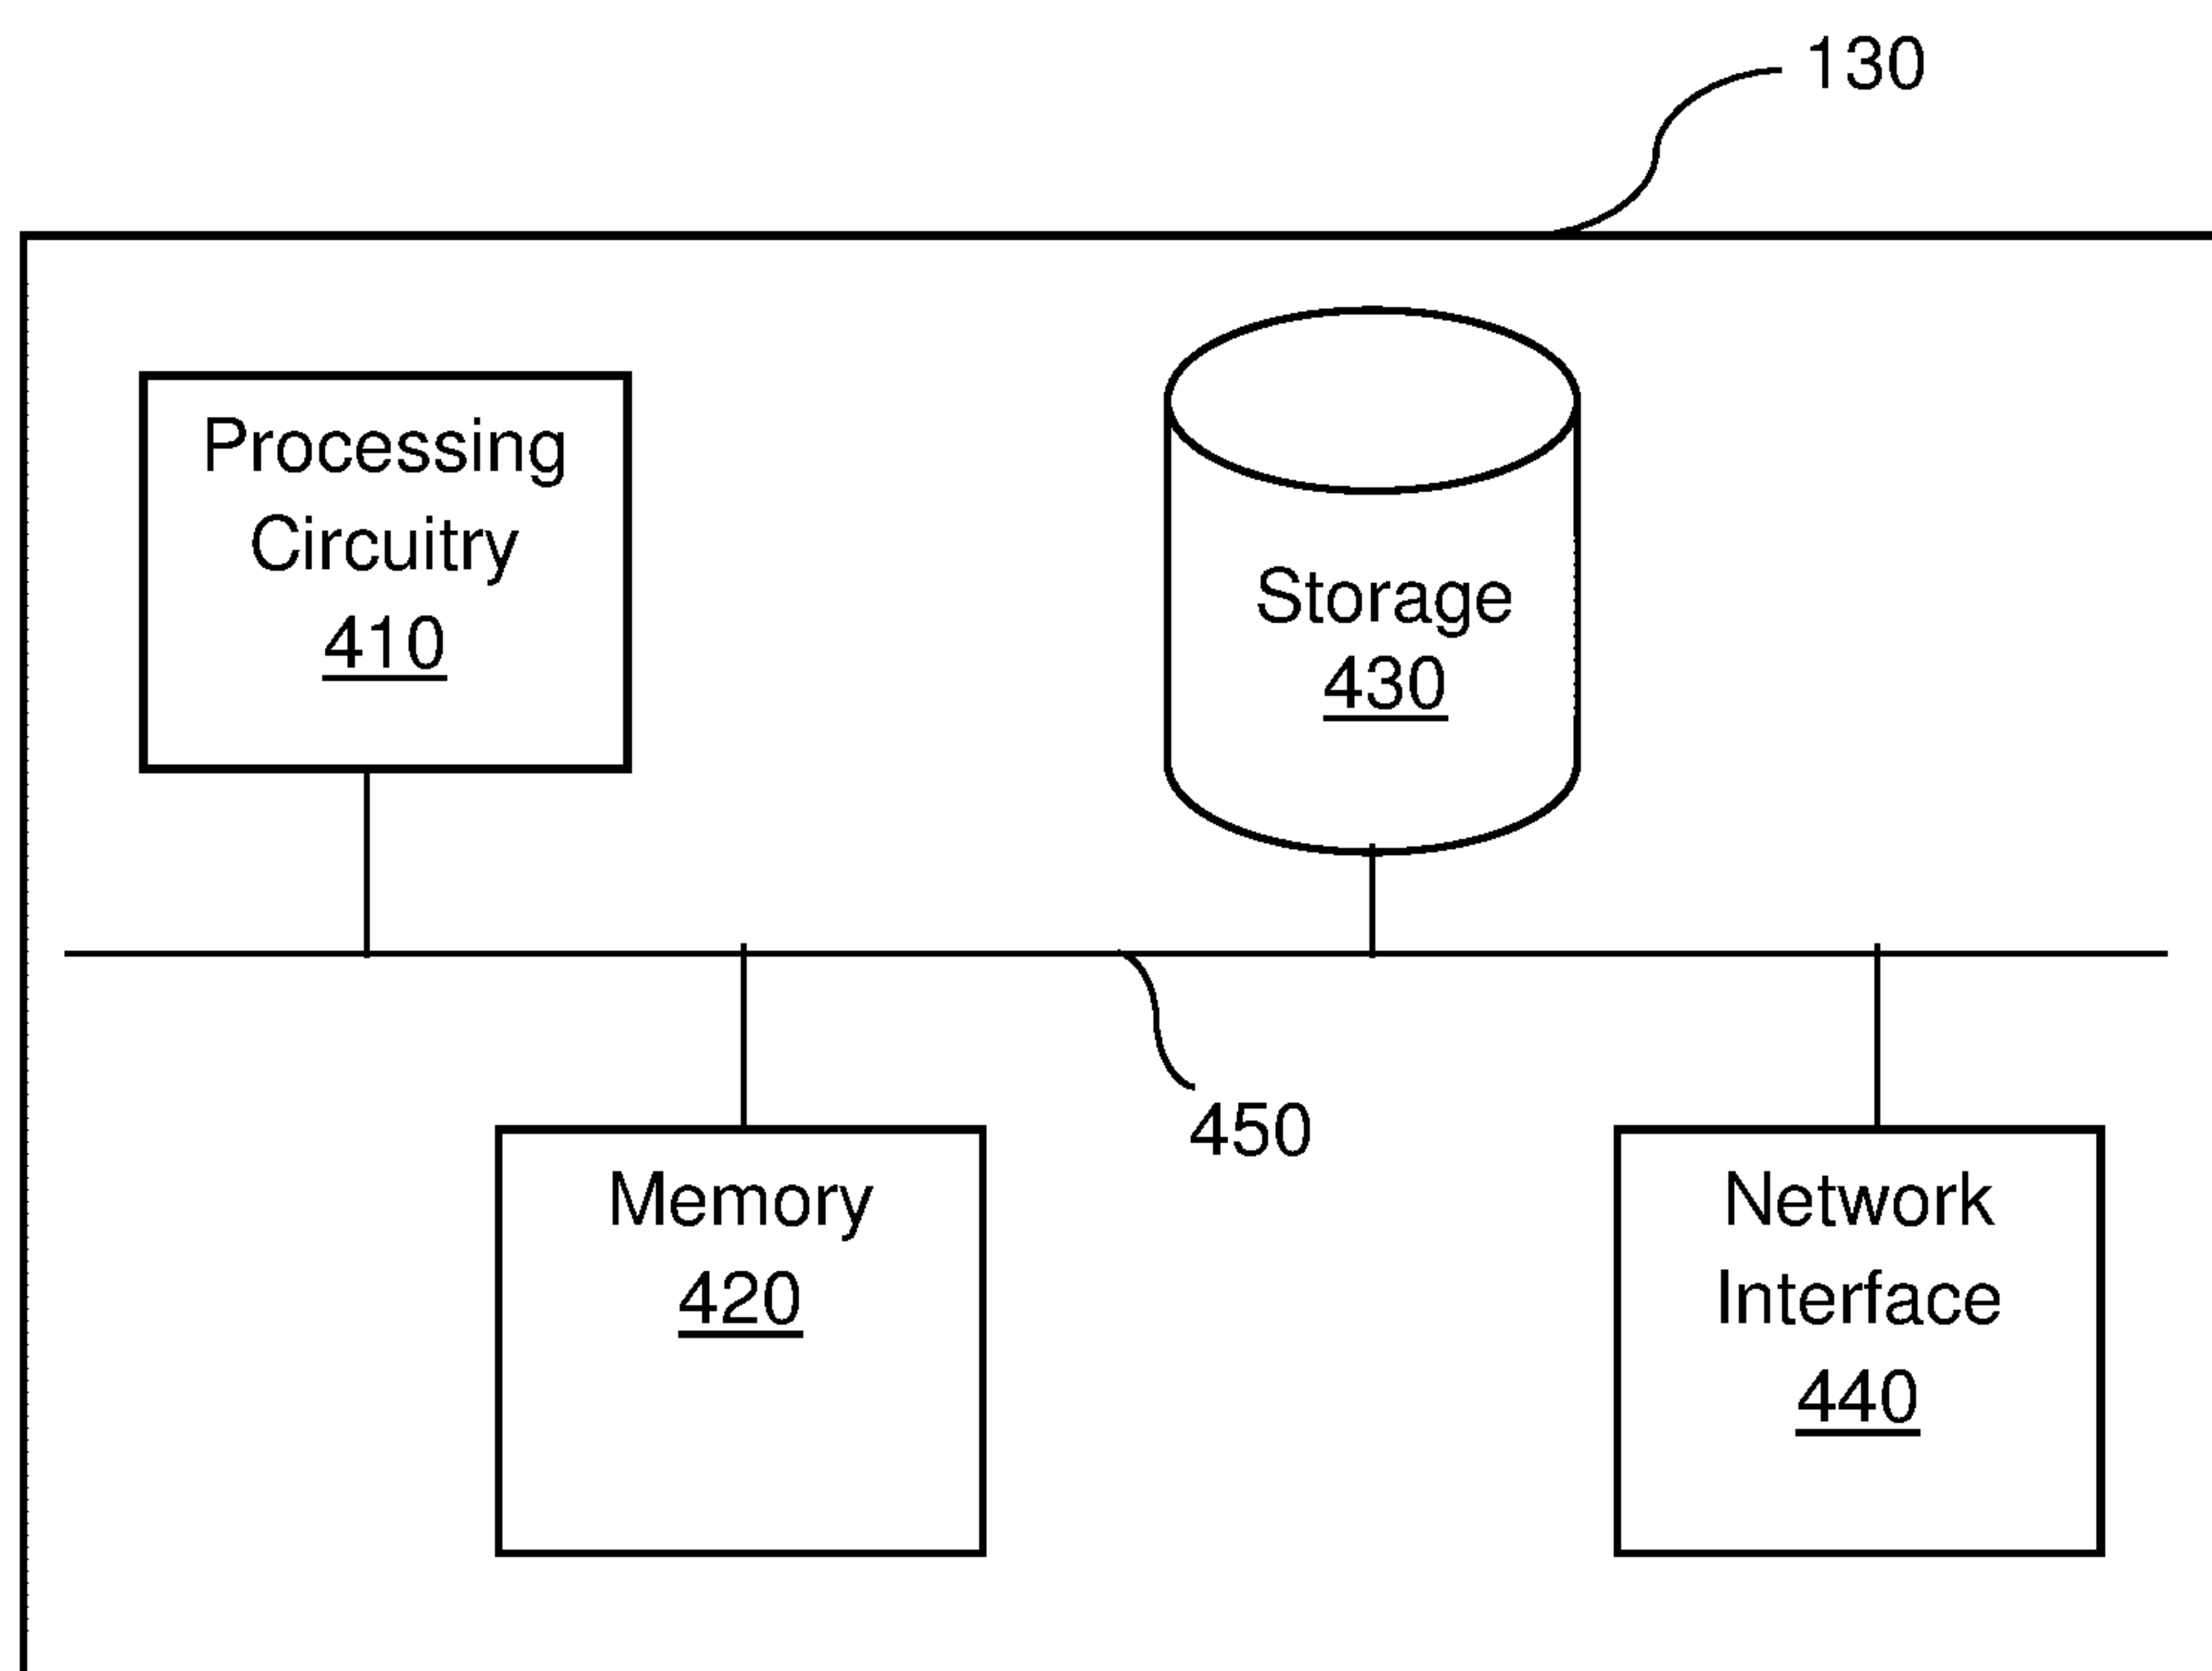 130
Processing
Circuitry
410
Storage
430
450
Memory
420
Network
Interface
440